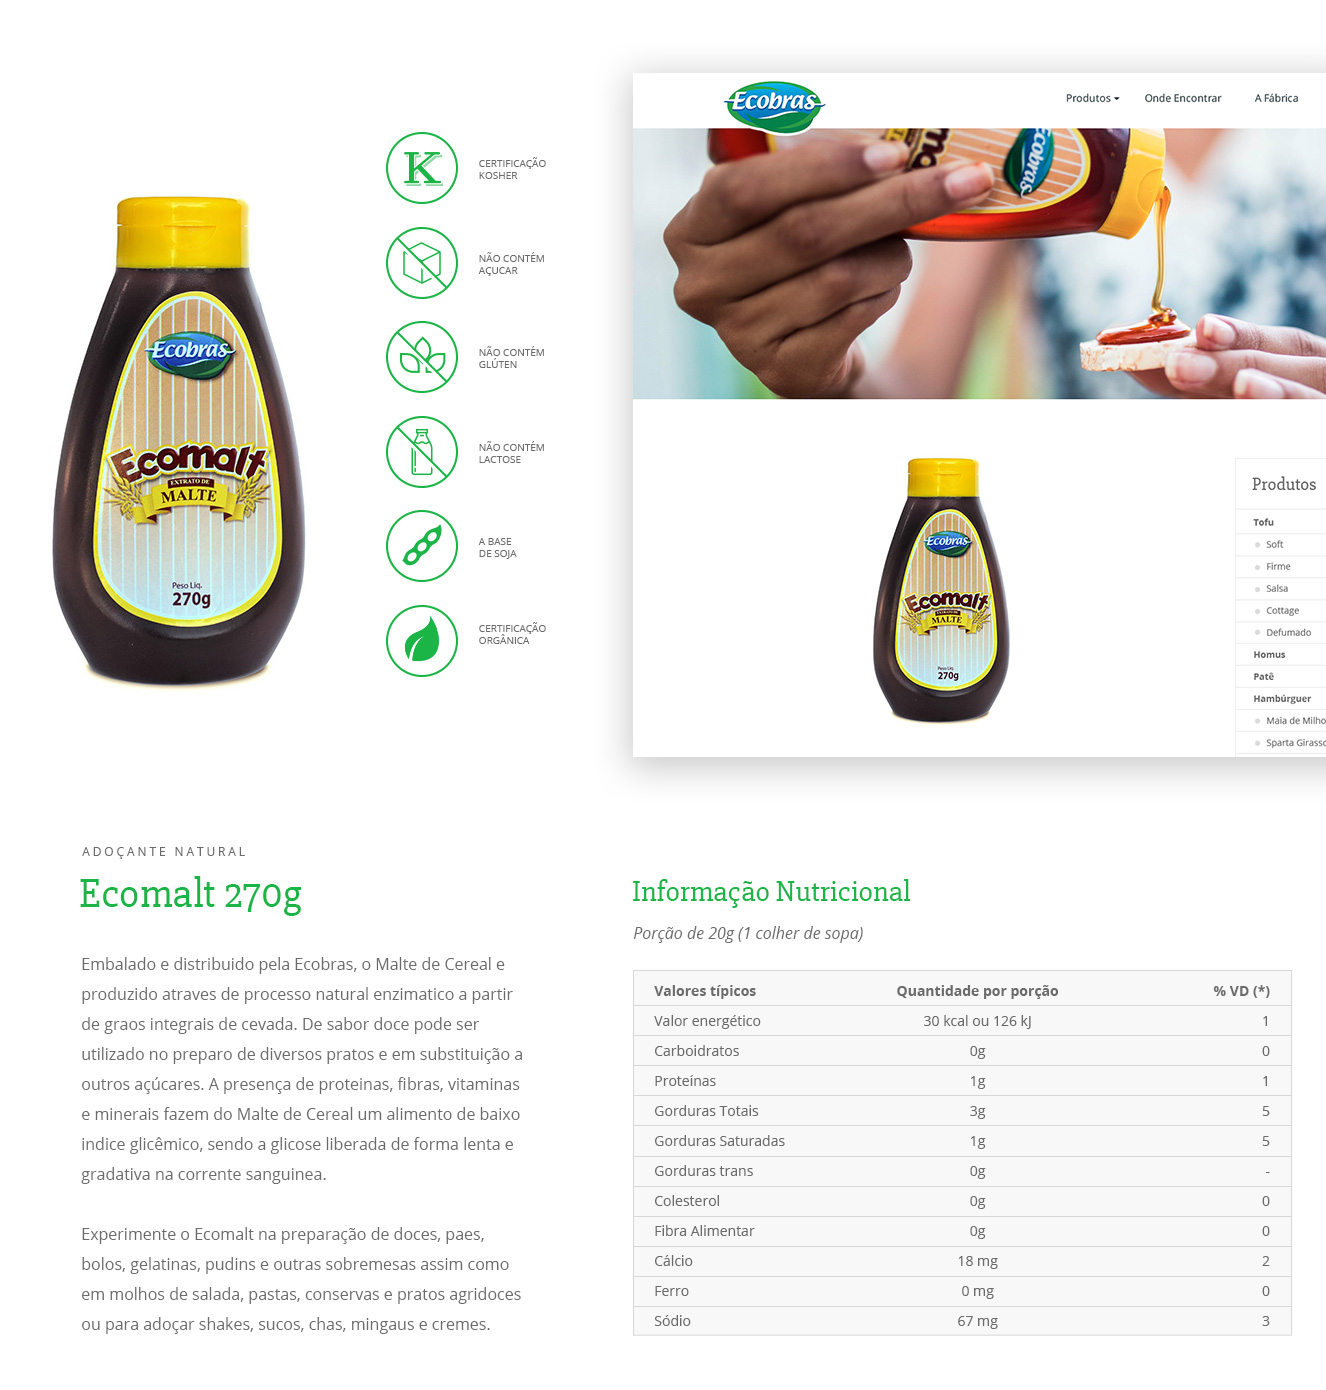 Ecobras
Produtos
Onde Encontrar
A Fábrica
Ecobras
K
CERTIFICAÇÃO
KOSHER
NÃO CONTÉM
AÇUCAR
NÃO CONTÉM
GLÚTEN
NÃO CONTÉM
LACTOSE
A BASE
DE SOJA
CERTIFICAÇÃO
ORGÂNICA
Ecobras
Ecomalt
EXTRATO DE
MALTE
Peso Liq.
270g
Ecobras
Ecomalt
EXTRATO DE
MALTE
Peso Liq.
270g
Produtos
Tofu
Soft
Firme
Salsa
Cottage
Defumado
Homus
Patê
Hambúrguer
Maia de Milho
Sparta Girasso
ADOÇANTE NATURAL
Ecomalt 270g
Embalado e distribuido pela Ecobras, o Malte de Cereal e
produzido atraves de processo natural enzimatico a partir
de graos integrais de cevada. De sabor doce pode ser
utilizado no preparo de diversos pratos e em substituição a
outros açúcares. A presença de proteinas, fibras, vitaminas
e minerais fazem do Malte de Cereal um alimento de baixo
indice glicêmico, sendo a glicose liberada de forma lenta e
gradativa na corrente sanguinea.
Experimente o Ecomalt na preparação de doces, paes,
bolos, gelatinas, pudins e outras sobremesas assim como
em molhos de salada, pastas, conservas e pratos agridoces
ou para adoçar shakes, sucos, chas, mingaus e cremes.
Informação Nutricional
Porção de 20g (1 colher de sopa)
Valores típicos Quantidade por porção % VD (*)
Valor energético 30 kcal ou 126 kJ 1
Carboidratos 0g 0
Proteínas 1g 1
Gorduras Totais 3g 5
Gorduras Saturadas 1g 5
Gorduras trans 0g -
Colesterol 0g 0
Fibra Alimentar 0g 0
Cálcio 18 mg 2
Ferro 0 mg 0
Sódio 67 mg 3